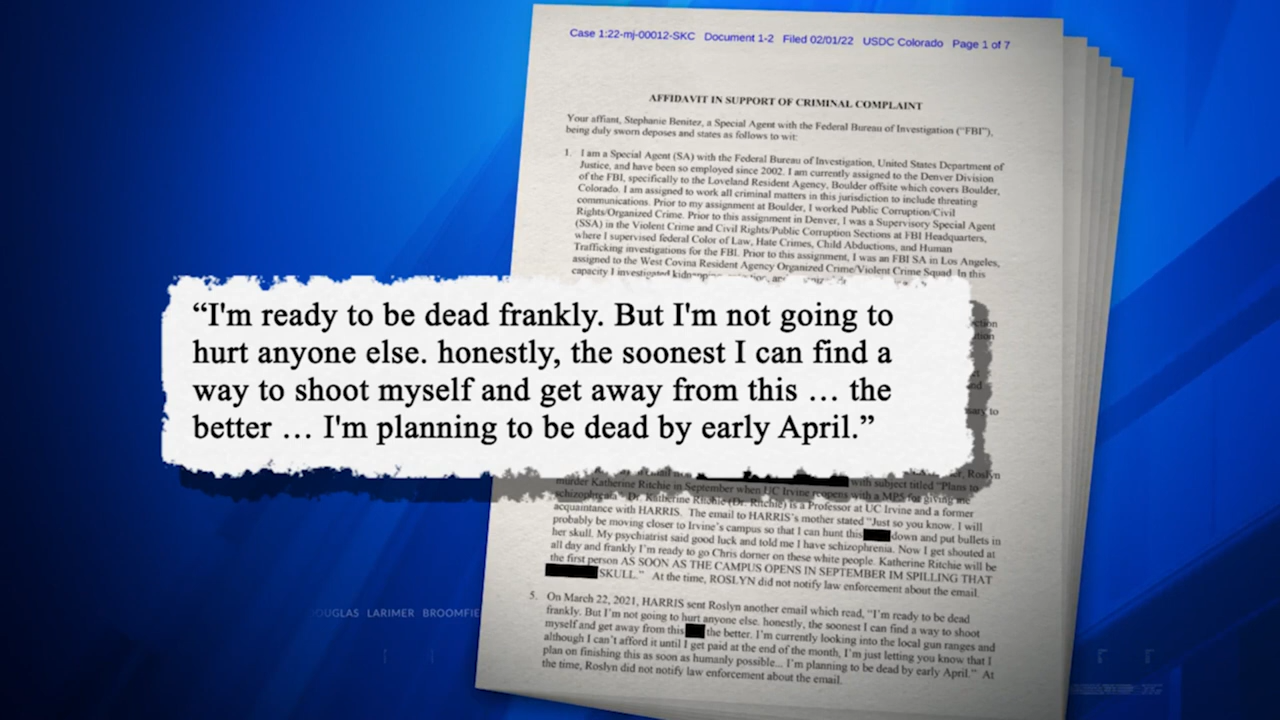 Case 1:22-mj-00012-SKC Document 1-2 Filed 02/01/22 USDC Colorado Page 1 of 7
AFFIDAVIT IN SUPPORT OF CRIMINAL COMPLAINT
Your affiant, Stephanie Benitez, a Special Agent with the Federal Bureau of Investigation ("FBI"),
being duly sworn deposes and states as follows to wit:
1. I am a Special Agent (SA) with the Federal Bureau of Investigation, United States Department of
Justice, and have been so employed since 2002. I am currently assigned to the Denver Division
of the FBI, specifically to the Loveland Resident Agency, Boulder offsite which covers Boulder,
Colorado. I am assigned to work all criminal matters in this jurisdiction to include threating
communications. Prior to my assignment at Boulder, I worked Public Corruption/Civil
Rights/Organized Crime. Prior to this assignment in Denver, I was a Supervisory Special Agent
(SSA) in the Violent Crime and Civil Rights/Public Corruption Sections at FBI Headquarters,
where I supervised federal Color of Law, Hate Crimes, Child Abductions, and Human
Trafficking investigations for the FBI. Prior to this assignment, I was an FBI SA in Los Angeles,
assigned to the West Covina Resident Agency Organized Crime/Violent Crime Squad. In this
capacity I investigated
“I'm ready to be dead frankly. But I'm not going to
hurt anyone else. honestly, the soonest I can find a
way to shoot myself and get away from this … the
better … I'm planning to be dead by early April.”
Roslyn
with subject titled "Plans to
murder Katherine Ritchie in September when UC Irvine reopens with a MP5 for giving me
schizophrenia" Dr. Katherine Ritchie (Dr. Ritchie) is a Professor at UC Irvine and a former
acquaintance with HARRIS. The email to HARRIS's mother stated "Just so you know. I will
probably be moving closer to Irvine's campus so that I can hunt this down and put bullets in
her skull. My psychiatrist said good luck and told me I have schizophrenia. Now I get shouted at
all day and frankly I'm ready to go Chris dorner on these white people. Katherine Ritchie will be
the first person AS SOON AS THE CAMPUS OPENS IN SEPTEMBER IM SPILLING THAT
SKULL." At the time, ROSLYN did not notify law enforcement about the email.
5. On March 22, 2021, HARRIS sent Roslyn another email which read, "I'm ready to be dead
frankly. But I'm not going to hurt anyone else. honestly, the soonest I can find a way to shoot
myself and get away from this the better. I'm currently looking into the local gun ranges and
although I can't afford it until I get paid at the end of the month, I'm just letting you know that I
plan on finishing this as soon as humanly possible... I'm planning to be dead by early April." At
the time, Roslyn did not notify law enforcement about the email.
DOUGLAS LARIMER